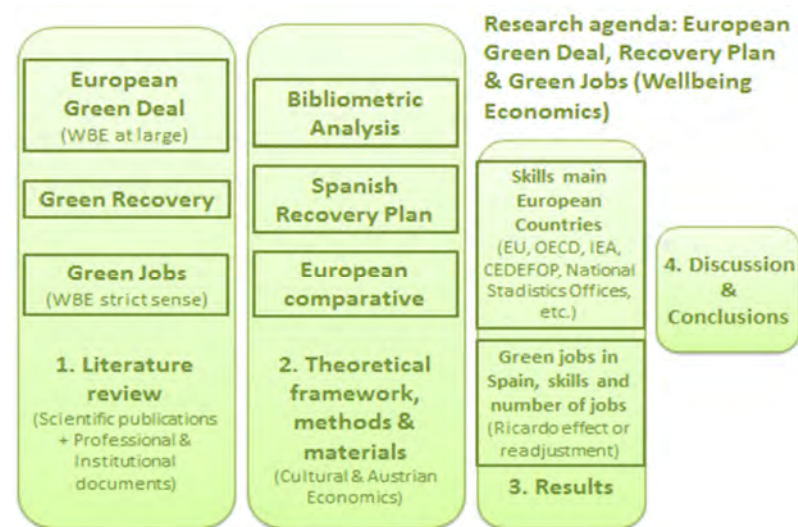 European
Green Deal
(WBE at large)
Green Recovery
Green Jobs
(WBE strict sense)
1. Literature
review
(Scientific publications
+ Professional &
Institutional
documents)
Bibliometric
Analysis
Spanish
Recovery Plan
European
comparative
2. Theoretical
framework,
methods &
materials
(Cultural & Austrian
Economics)
Research agenda: European
Green Deal, Recovery Plan
& Green Jobs (Wellbeing
Economics)
Skills main
European
Countries
(EU, OECD, IEA,
CEDEFOP, National
Stadistics Offices,
etc.)
Green jobs in
Spain, skills and
number of jobs
(Ricardo effect or
readjustment)
3. Results
4. Discussion
&
Conclusions